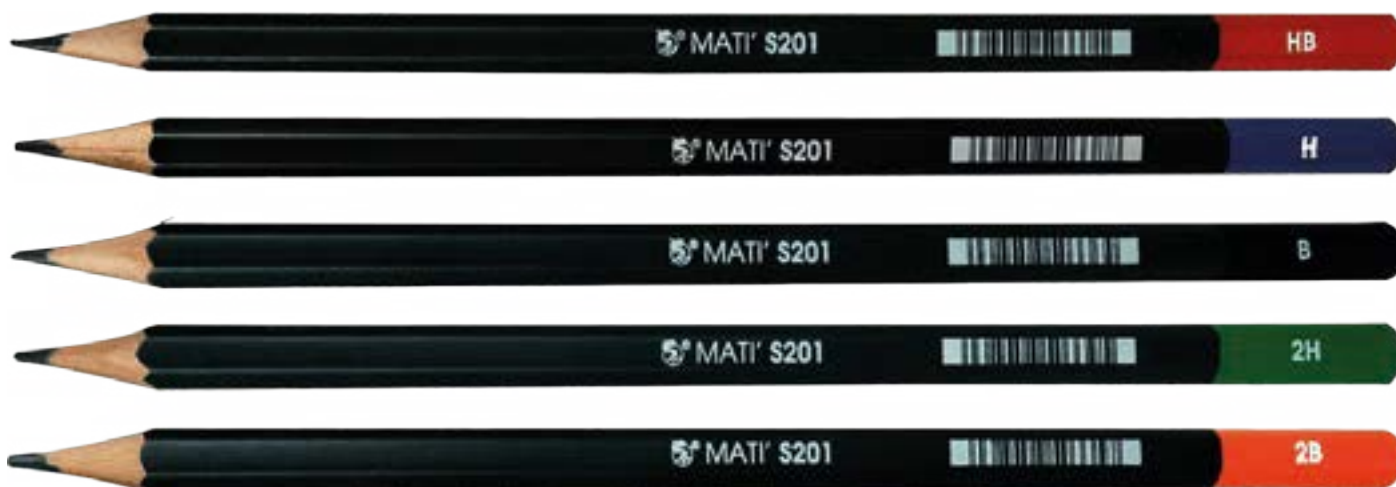 MATI' S201 HB
MATI' S201 H
MATI' S201 B
MATI' S201 2H
MATI' S201 2B